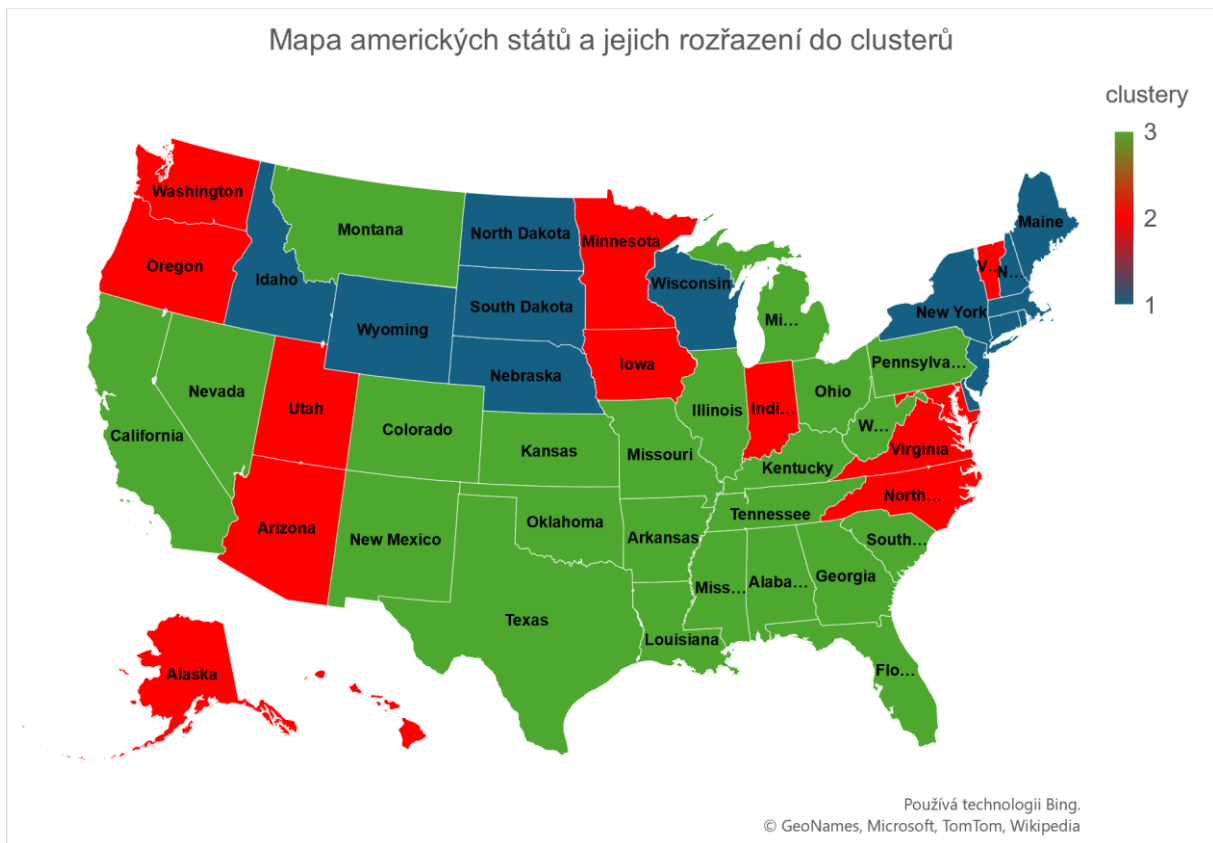 Mapa amerických států a jejich rozřazení do clusterů
clustery
3
2
1
Washington
Montana
North Dakota
Minnesota
Maine
Oregon
Idaho
Wisconsin
V...
N...
South Dakota
Wyoming
New York
Mi...
Iowa
Pennsylva...
Nebraska
Nevada
Ohio
Utah
Illinois
Indi...
California
Colorado
W...
Kansas
Missouri
Virginia
Kentucky
North...
Tennessee
Oklahoma
Arizona
New Mexico
Arkansas
South...
Georgia
Miss...
Alaba...
Texas
Louisiana
Flo...
Alaska
Používá technologii Bing.
© GeoNames, Microsoft, TomTom, Wikipedia